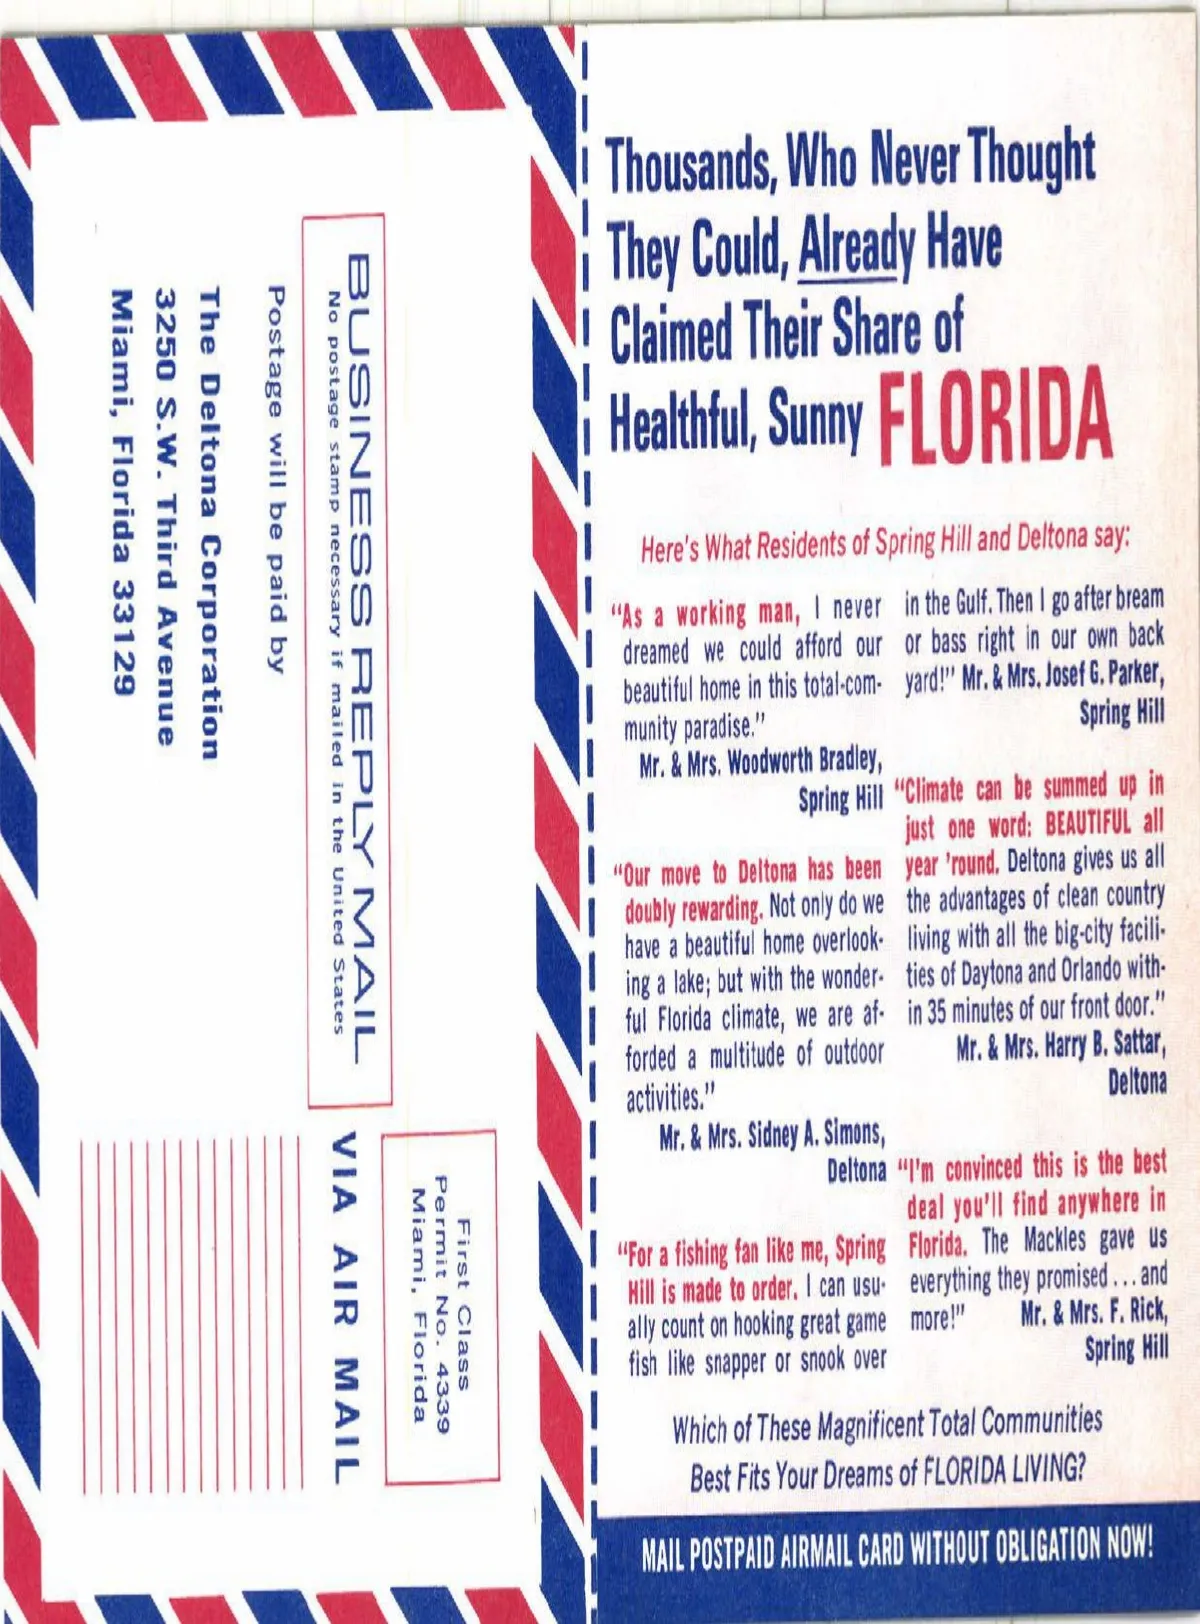 First Class
Permit No. 4339
Miami, Florida
BUSINESS REPLY MAIL
No postage stamp necessary if mailed in the United States
VIA AIR MAIL
Postage will be paid by
The Deltona Corporation
3250 S.W. Third Avenue
Miami, Florida 33129
Thousands, Who Never Thought
They Could, Already Have
Claimed Their Share of
Healthful, Sunny FLORIDA
Here's What Residents of Spring Hill and Deltona say:
"As a working man, I never
dreamed we could afford our
beautiful home in this total-com-
munity paradise."
Mr. & Mrs. Woodworth Bradley,
Spring Hill
"Our move to Deltona has been
doubly rewarding. Not only do we
have a beautiful home overlook-
ing a lake; but with the wonder-
ful Florida climate, we are af-
forded a multitude of outdoor
activities."
Mr. & Mrs. Sidney A. Simons,
Deltona
"For a fishing fan like me, Spring
Hill is made to order. I can usu-
ally count on hooking great game
fish like snapper or snook over
in the Gulf. Then I go after bream
or bass right in our own back
yard!" Mr. & Mrs. Josef G. Parker,
Spring Hill
"Climate can be summed up in
just one word: BEAUTIFUL all
year 'round. Deltona gives us all
the advantages of clean country
living with all the big-city facili-
ties of Daytona and Orlando with-
in 35 minutes of our front door."
Mr. & Mrs. Harry B. Sattar,
Deltona
"I'm convinced this is the best
deal you'll find anywhere in
Florida. The Mackles gave us
everything they promised ... and
more!" Mr. & Mrs. F. Rick,
Spring Hill
Which of These Magnificent Total Communities
Best Fits Your Dreams of FLORIDA LIVING?
MAIL POSTPAID AIRMAIL CARD WITHOUT OBLIGATION NOW!